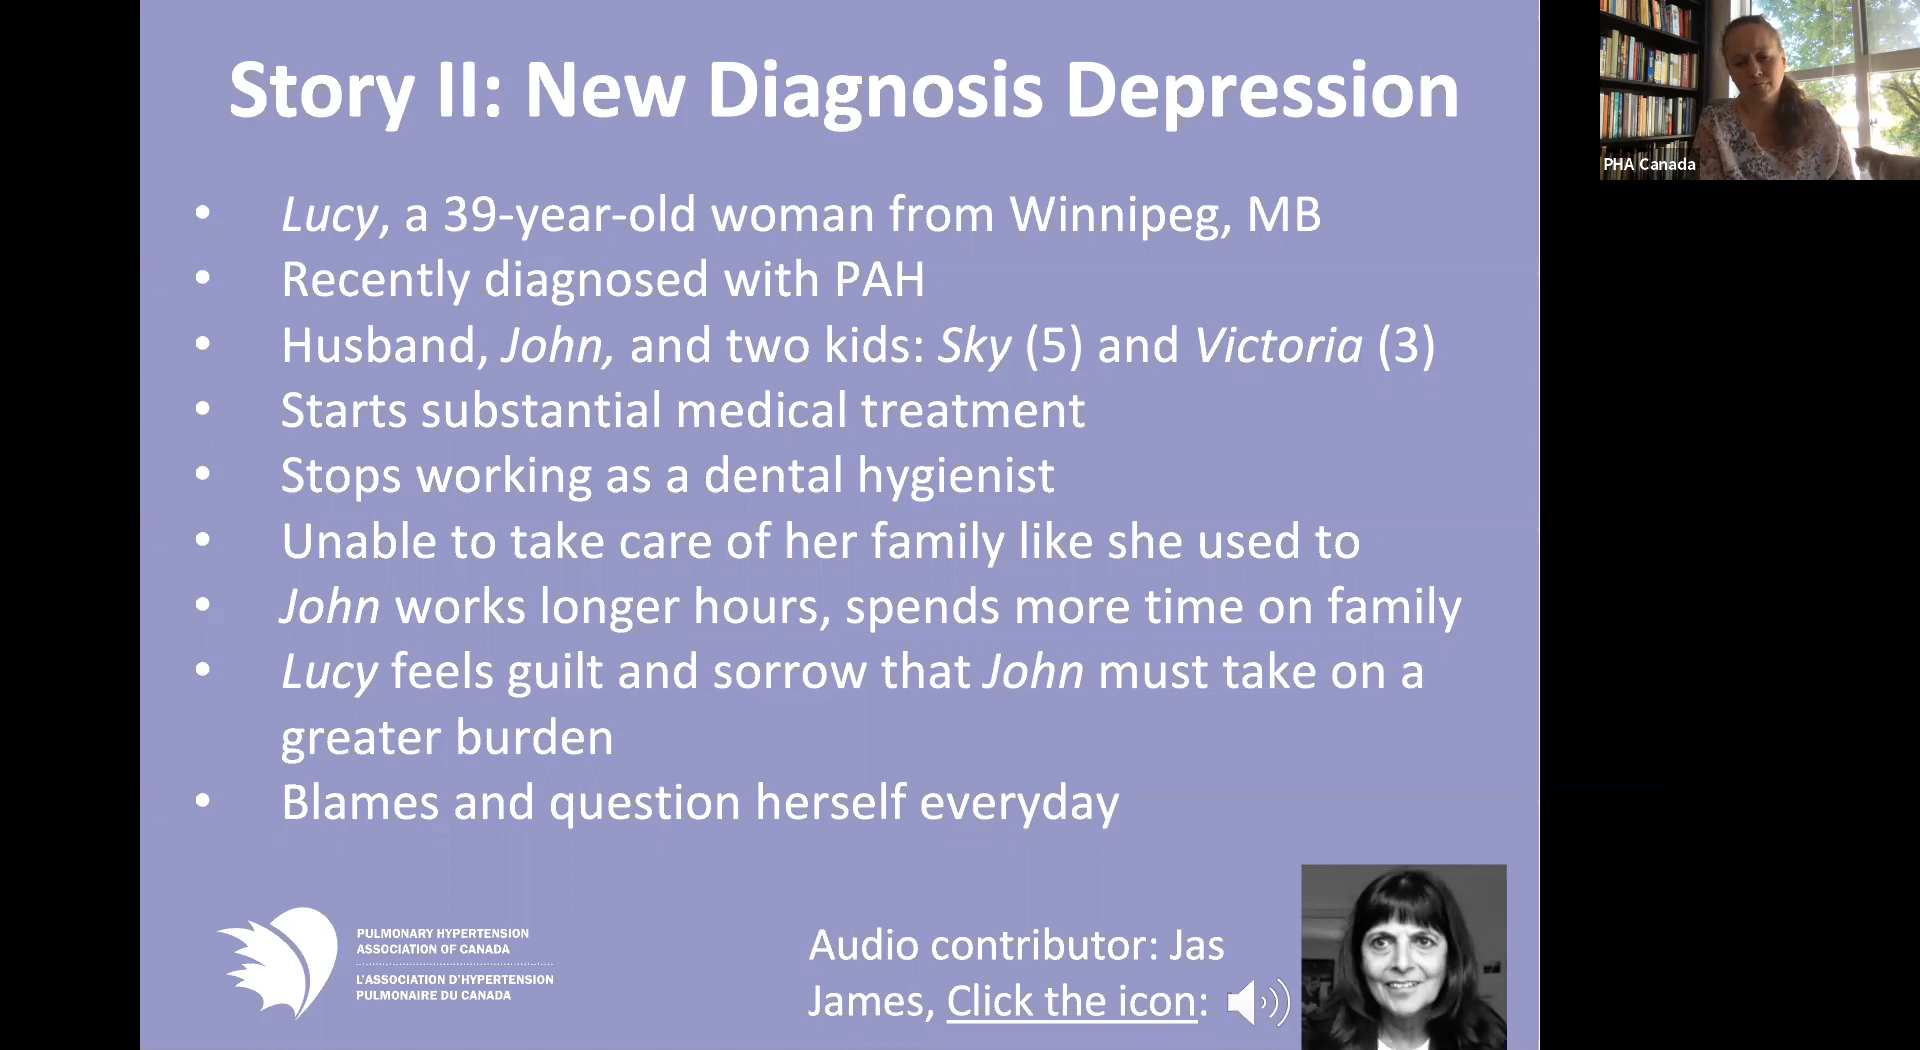 Story II: New Diagnosis Depression
• Lucy, a 39-year-old woman from Winnipeg, MB
• Recently diagnosed with PAH
• Husband, John, and two kids: Sky (5) and Victoria (3)
• Starts substantial medical treatment
• Stops working as a dental hygienist
• Unable to take care of her family like she used to
• John works longer hours, spends more time on family
• Lucy feels guilt and sorrow that John must take on a
greater burden
• Blames and question herself everyday
PULMONARY HYPERTENSION
ASSOCIATION OF CANADA
L'ASSOCIATION D'HYPERTENSION
PULMONAIRE DU CANADA
Audio contributor: Jas
James, Click the icon:
PHA Canada